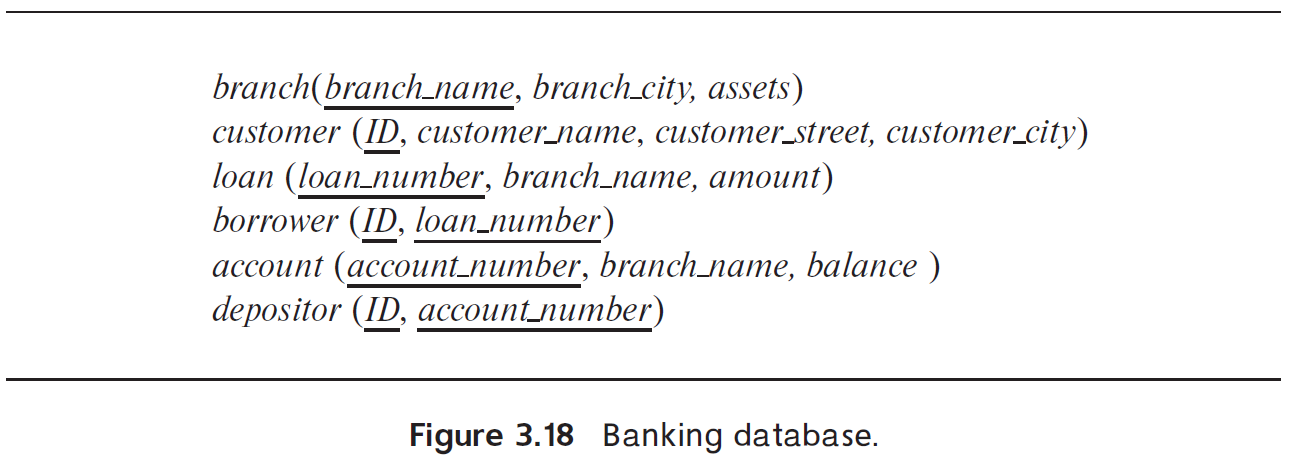 branch(branch_name, branch_city, assets)
customer (ID, customer_name, customer_street, customer_city)
loan (loan_number, branch_name, amount)
borrower (ID, loan_number)
account (account_number, branch_name, balance )
depositor (ID, account_number)
Figure 3.18 Banking database.